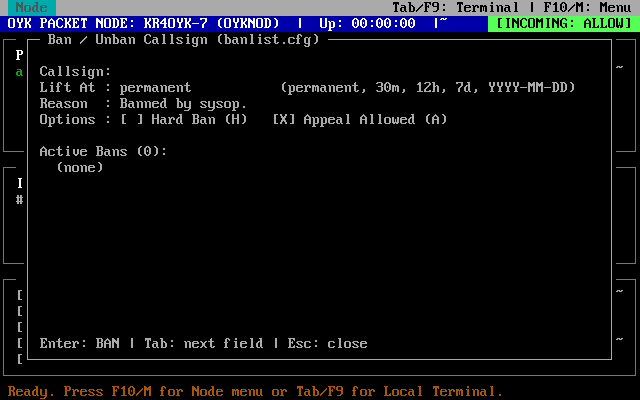 Node Tab/F9: Terminal | F10/M: Menu
OYK PACKET NODE: KR4OYK-7 (OYKNOD) | Up: 00:00:00 |~ [INCOMING: ALLOW]
Ban / Unban Callsign (banlist.cfg)
P
Callsign: ~
a Lift At : permanent (permanent, 30m, 12h, 7d, YYYY-MM-DD)
Reason : Banned by sysop.
Options : [ ] Hard Ban (H) [X] Appeal Allowed (A)
Active Bans (0):
(none)
I
#
[ ~
[
[
[ Enter: BAN | Tab: next field | Esc: close ~
[
Ready. Press F10/M for Node menu or Tab/F9 for Local Terminal.